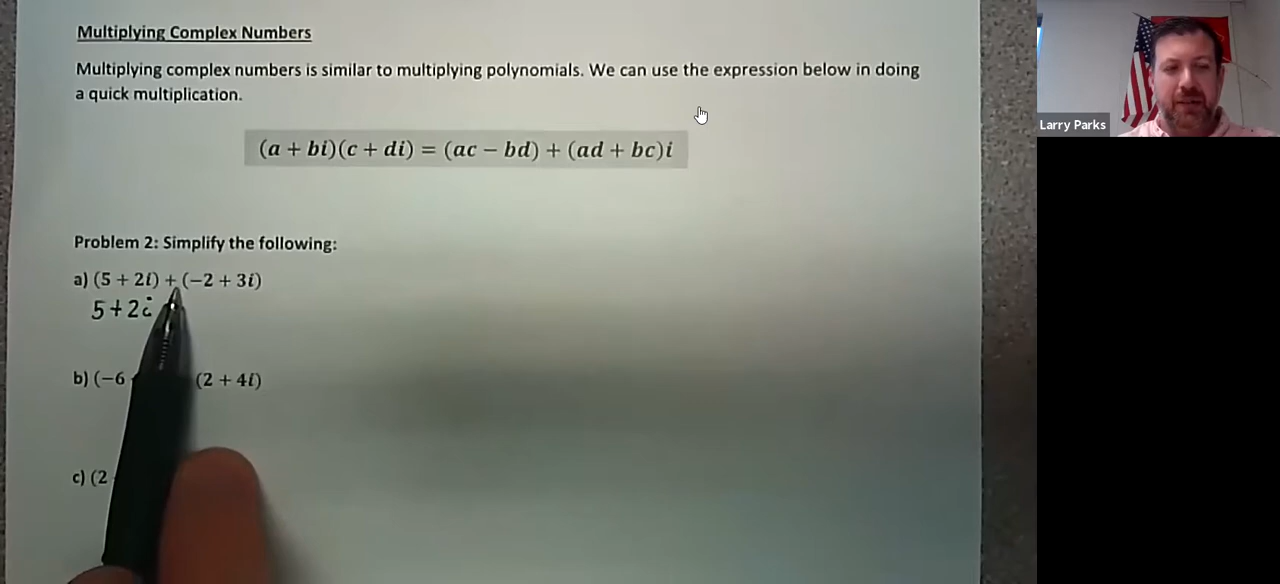 Multiplying Complex Numbers
Multiplying complex numbers is similar to multiplying polynomials. We can use the expression below in doing
a quick multiplication.
(a + bi)(c + di) = (ac − bd) + (ad + bc)i
Problem 2: Simplify the following:
a) (5 + 2i) + (−2 + 3i)
5+2i
b) (−6 (2 + 4i)
c) (2
Larry Parks